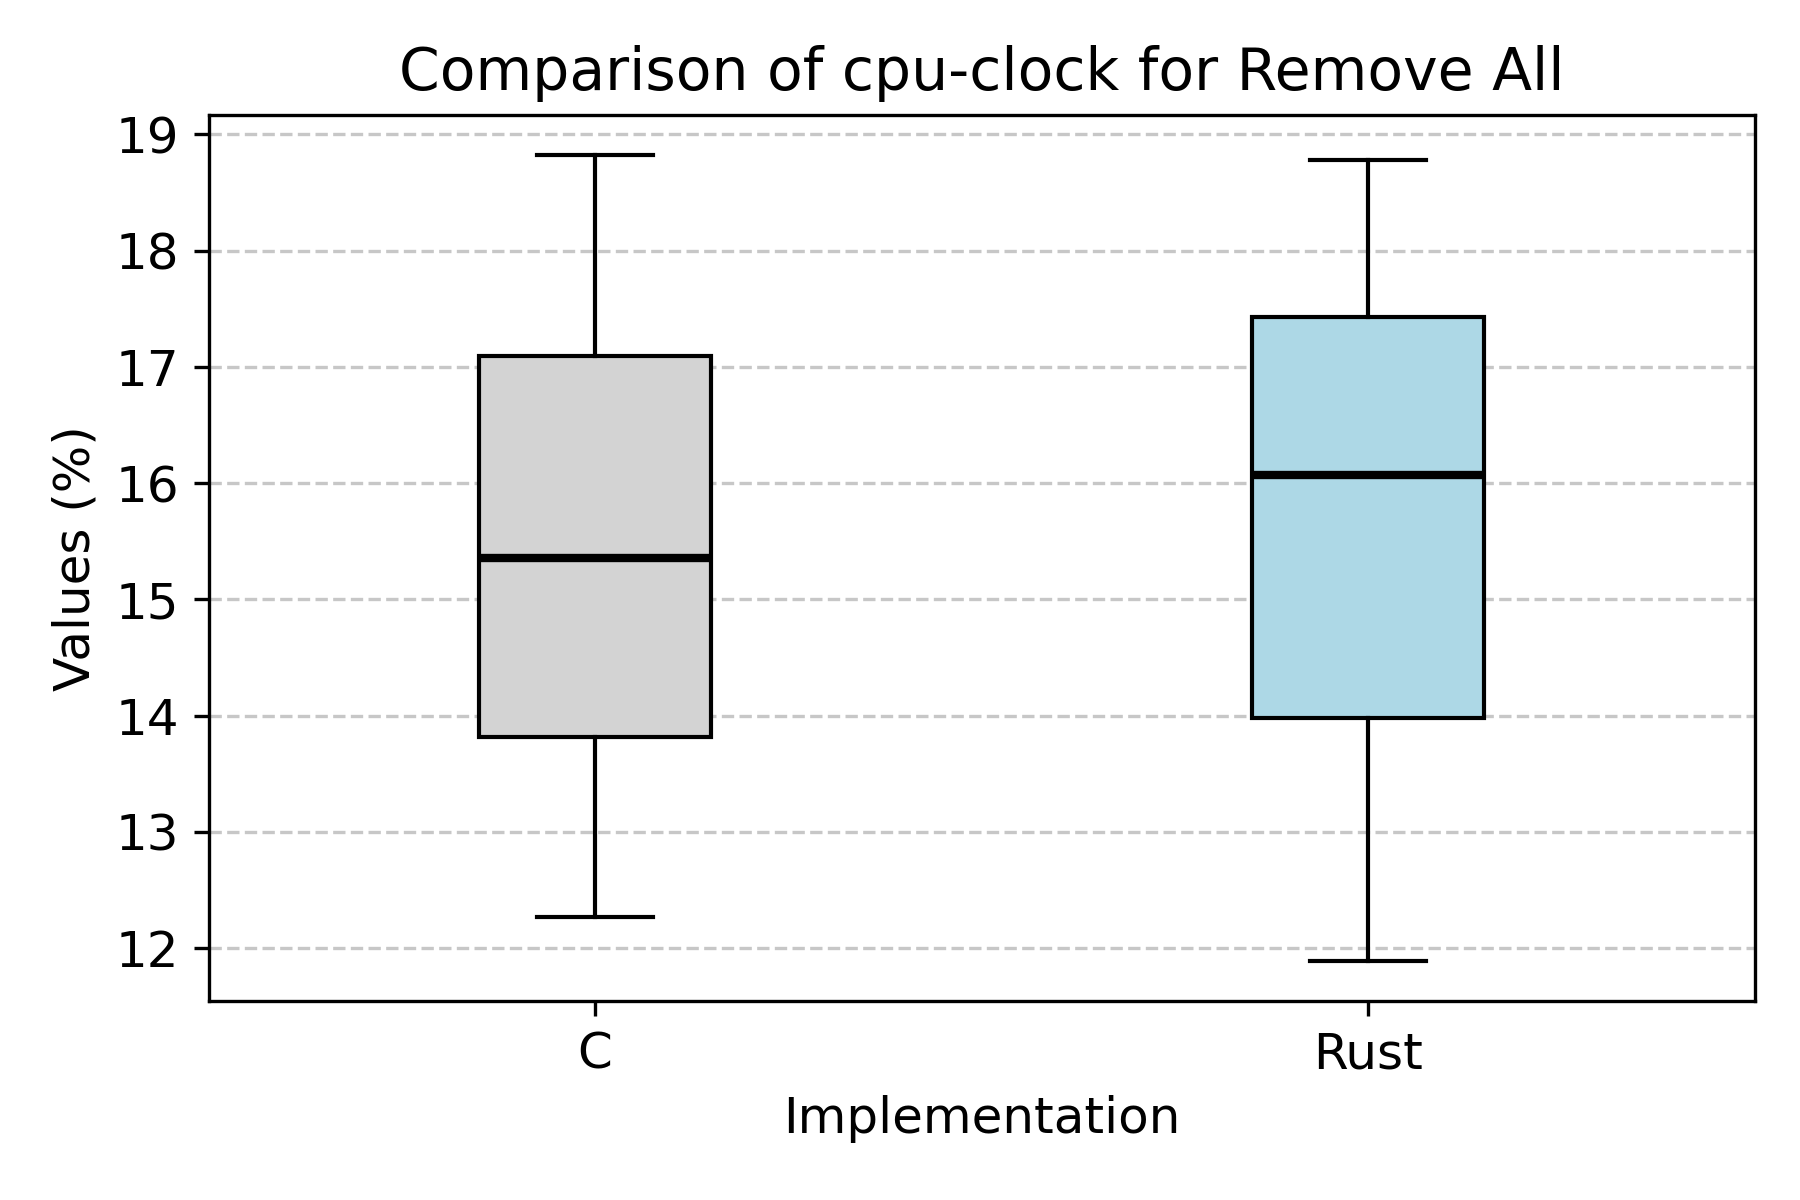 Comparison of cpu-clock for Remove All
Values (%)
19
18
17
16
15
14
13
12
C
Rust
Implementation